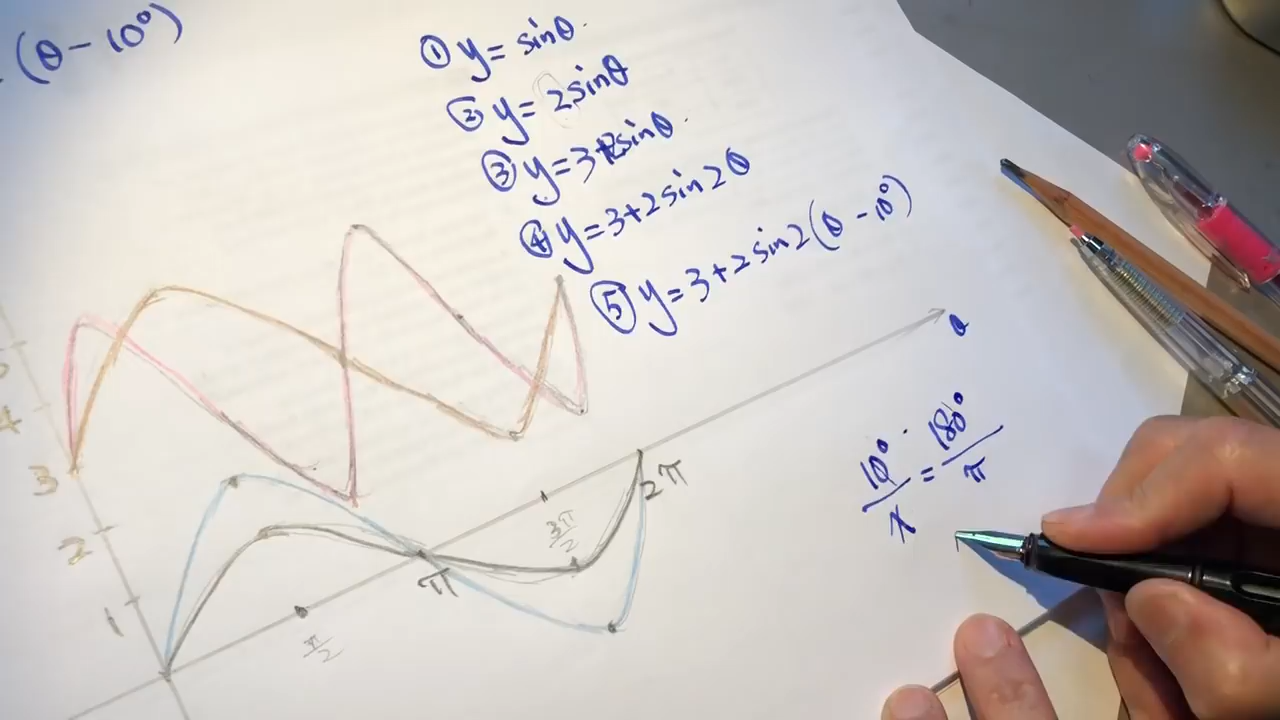 (θ - 10°)
① y = sinθ.
② y = 2sinθ
③ y = 3+2sinθ.
④ y = 3+2sin2θ
⑤ y = 3+2sin2(θ - 10°)
θ
4
3
2
1
π/2
π
3π/2
2π
10°/x = 180°/π